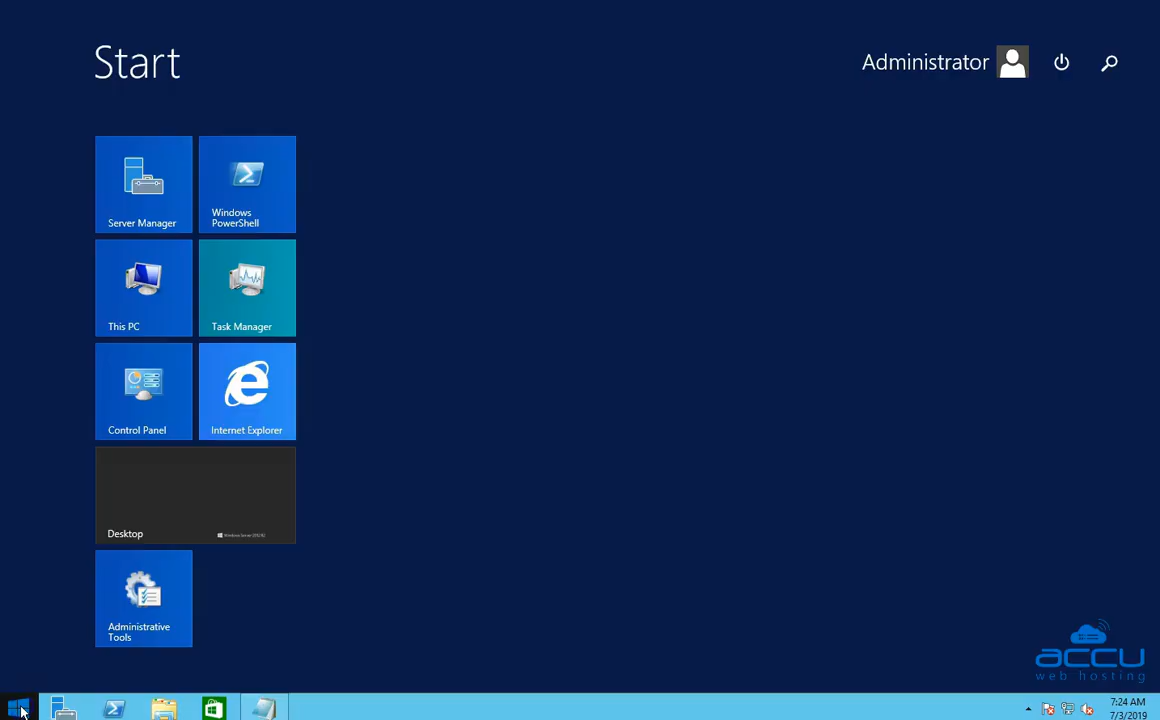 Start
Administrator
Server Manager
Windows
PowerShell
This PC
Task Manager
Control Panel
Internet Explorer
Desktop
Administrative
Tools
accu
web hosting
7:24 AM
7/3/2019